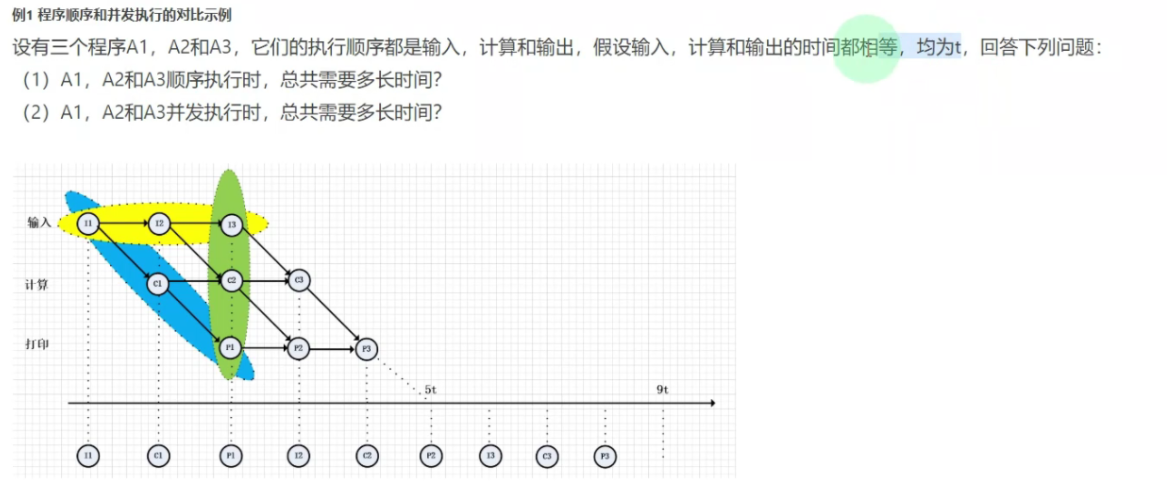 例1 程序顺序和并发执行的对比示例
设有三个程序A1，A2和A3，它们的执行顺序都是输入，计算和输出，假设输入，计算和输出的时间都相等，均为t，回答下列问题：
（1）A1，A2和A3顺序执行时，总共需要多长时间？
（2）A1，A2和A3并发执行时，总共需要多长时间？
输入 I1 I2 I3
计算 C1 C2 C3
打印 P1 P2 P3
5t 9t
I1 C1 P1 I2 C2 P2 I3 C3 P3